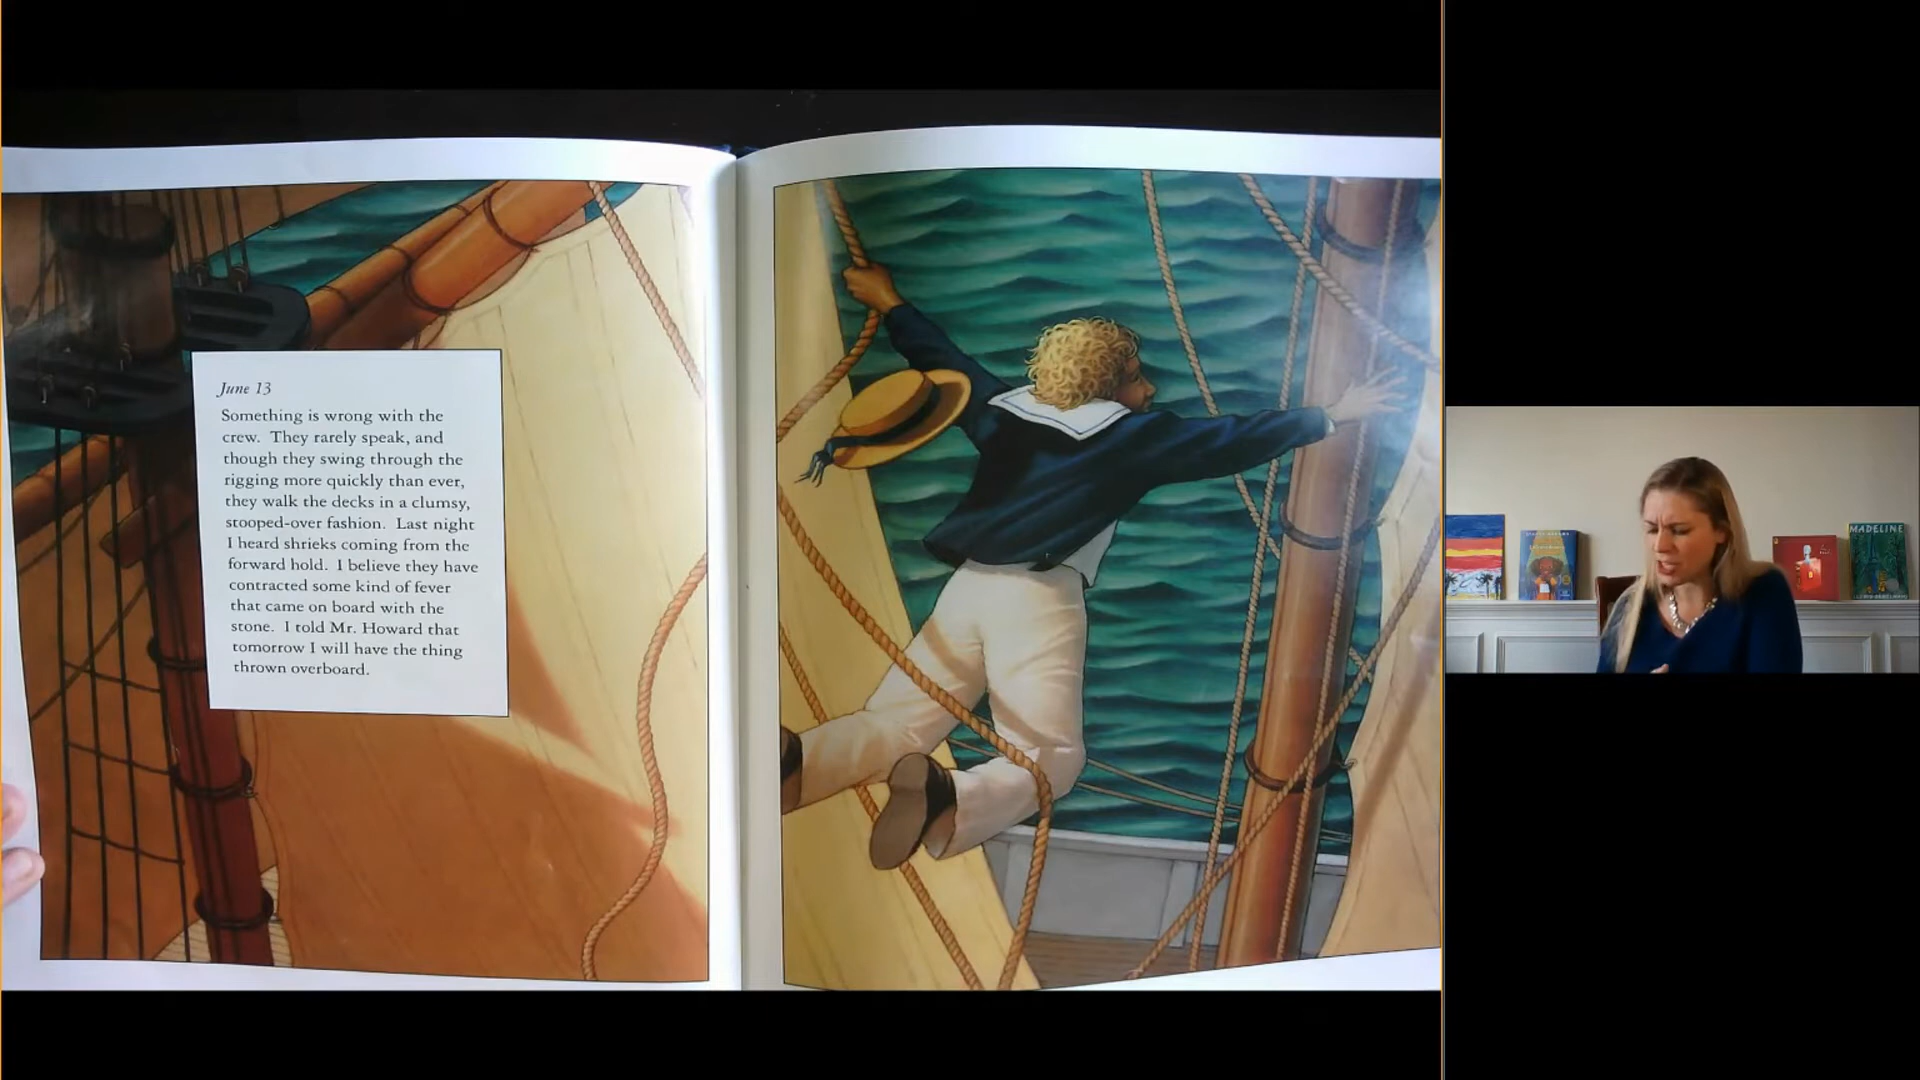 June 13
Something is wrong with the
crew. They rarely speak, and
though they swing through the
rigging more quickly than ever,
they walk the decks in a clumsy,
stooped-over fashion. Last night
I heard shrieks coming from the
forward hold. I believe they have
contracted some kind of fever
that came on board with the
stone. I told Mr. Howard that
tomorrow I will have the thing
thrown overboard.
MADELINE